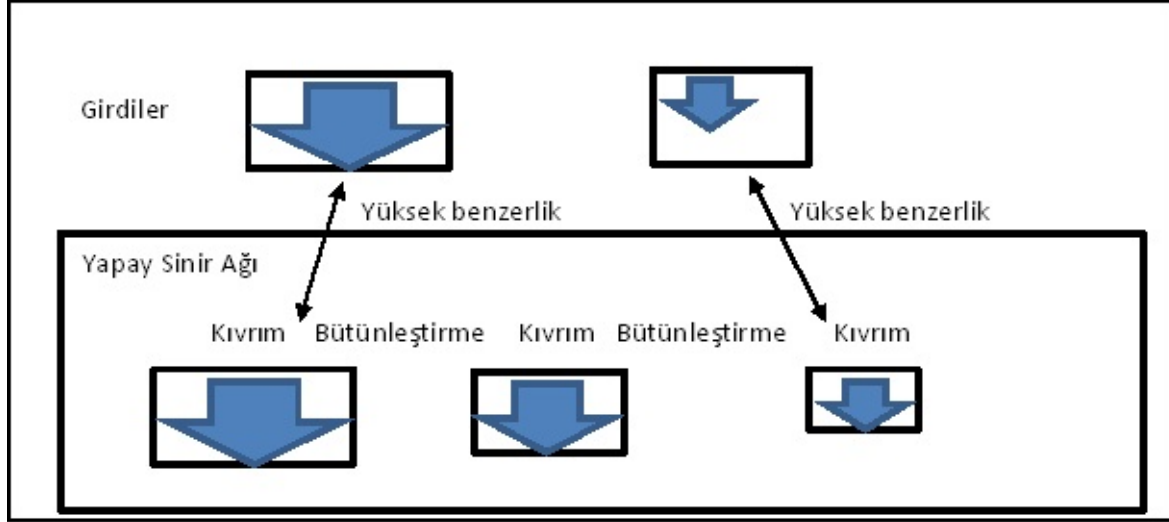 Girdiler
Yüksek benzerlik Yüksek benzerlik
Yapay Sinir Ağı
Kıvrım Bütünleştirme Kıvrım Bütünleştirme Kıvrım